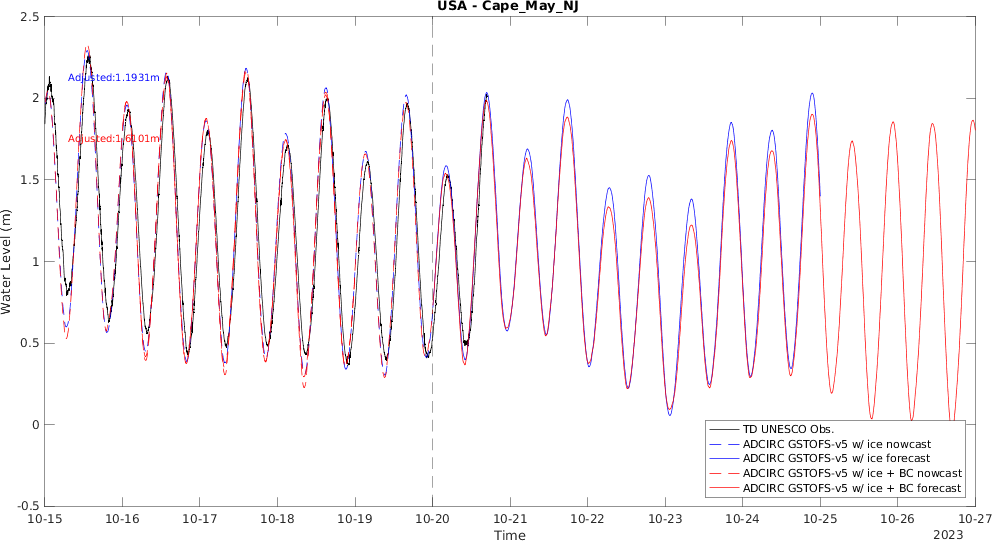 USA - Cape_May_NJ
2.5
2
1.5
1
0.5
0
-0.5
Water Level (m)
Adjusted:1.1931m
Adjusted:1.6101m
TD UNESCO Obs.
ADCIRC GSTOFS-v5 w/ ice nowcast
ADCIRC GSTOFS-v5 w/ ice forecast
ADCIRC GSTOFS-v5 w/ ice + BC nowcast
ADCIRC GSTOFS-v5 w/ ice + BC forecast
10-15 10-16 10-17 10-18 10-19 10-20 10-21 10-22 10-23 10-24 10-25 10-26 10-27
Time
2023